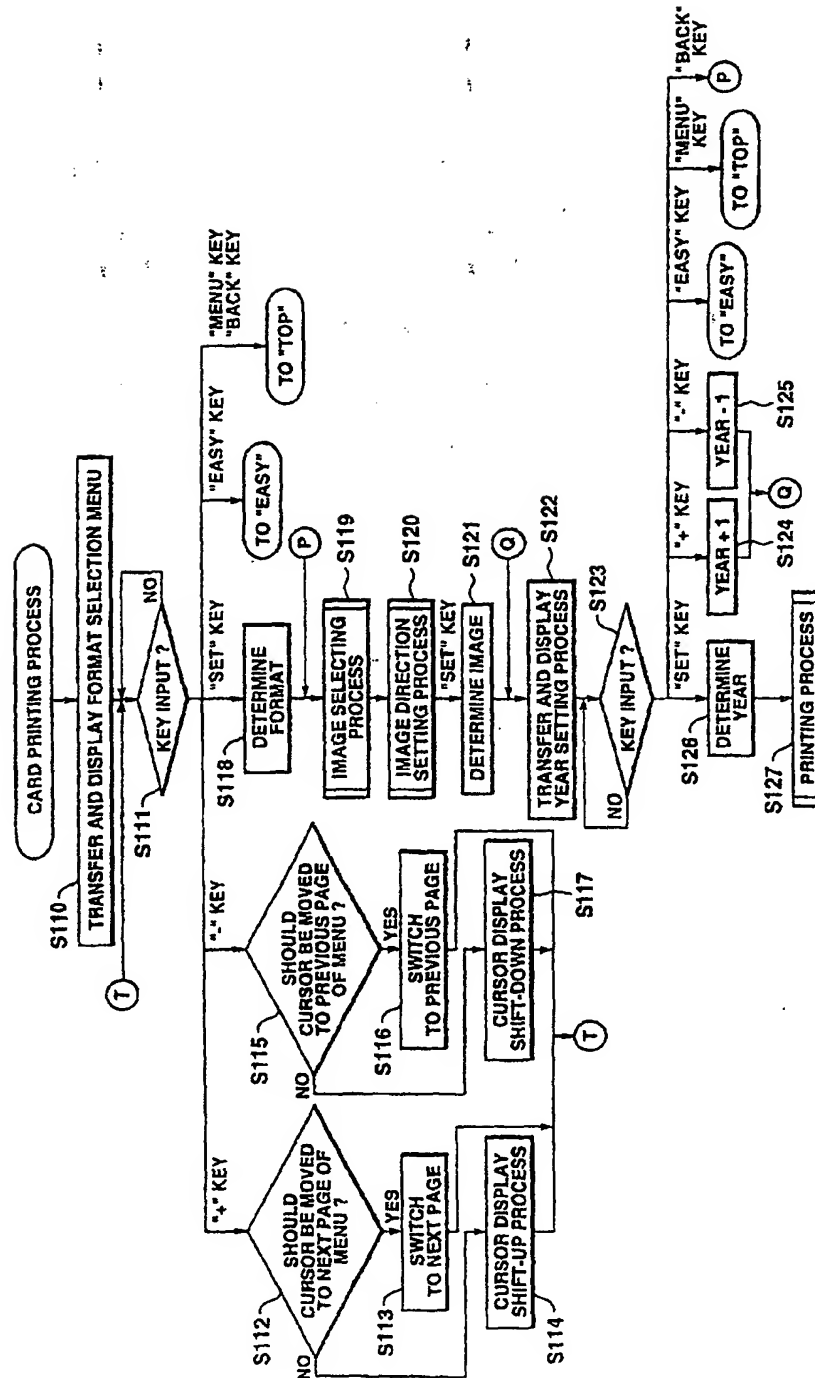 CARD PRINTING PROCESS
S110
TRANSFER AND DISPLAY FORMAT SELECTION MENU
T
S111
KEY INPUT ?
NO
"+" KEY
"-" KEY
"SET" KEY
"EASY" KEY
"MENU" KEY
"BACK" KEY
S112
SHOULD
CURSOR BE MOVED
TO NEXT PAGE OF
MENU ?
NO
YES
S113
SWITCH
TO NEXT PAGE
CURSOR DISPLAY
SHIFT-UP PROCESS
S114
S115
SHOULD
CURSOR BE MOVED
TO PREVIOUS PAGE
OF MENU ?
NO
YES
S116
SWITCH
TO PREVIOUS PAGE
CURSOR DISPLAY
SHIFT-DOWN PROCESS
S117
T
S118
DETERMINE
FORMAT
TO "EASY"
TO "TOP"
P
IMAGE SELECTING
PROCESS
S119
IMAGE DIRECTION
SETTING PROCESS
S120
"SET" KEY
DETERMINE IMAGE
S121
Q
TRANSFER AND DISPLAY
YEAR SETTING PROCESS
S122
KEY INPUT ?
S123
NO
"SET" KEY
"+" KEY
"-" KEY
"EASY" KEY
"MENU"
KEY
"BACK"
KEY
S126
DETERMINE
YEAR
YEAR + 1
S124
YEAR - 1
S125
Q
TO "EASY"
TO "TOP"
P
S127
PRINTING PROCESS